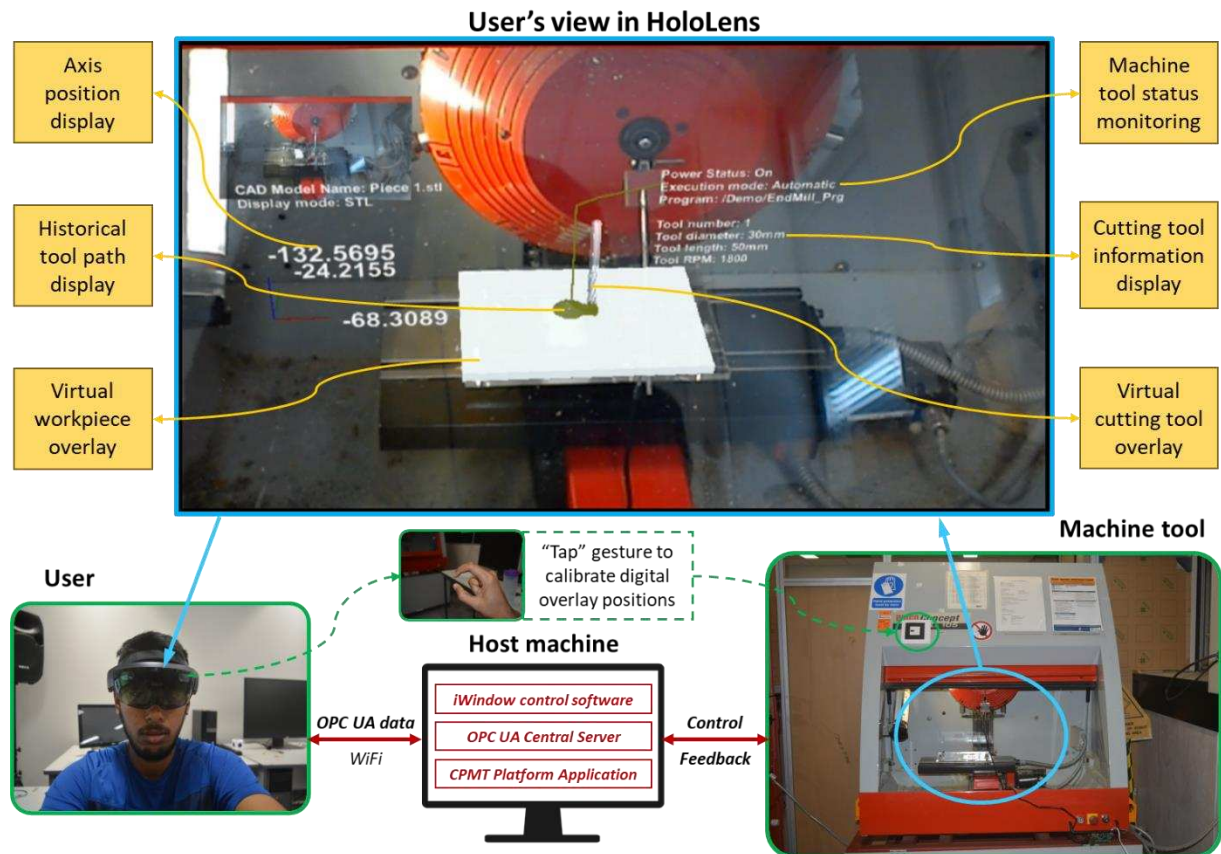 User's view in HoloLens
Axis
position
display
Historical
tool path
display
Virtual
workpiece
overlay
CAD Model Name: Piece 1.stl
Display mode: STL
-132.5695
-24.2155
-68.3089
Power Status: On
Execution mode: Automatic
Program: /Demo/EndMill_Prg
Tool number: 1
Tool diameter: 30mm
Tool length: 50mm
Tool RPM: 1800
Machine
tool status
monitoring
Cutting tool
information
display
Virtual
cutting tool
overlay
User
"Tap" gesture to
calibrate digital
overlay positions
Machine tool
Host machine
iWindow control software
OPC UA Central Server
CPMT Platform Application
OPC UA data
WiFi
Control
Feedback
Concept
105